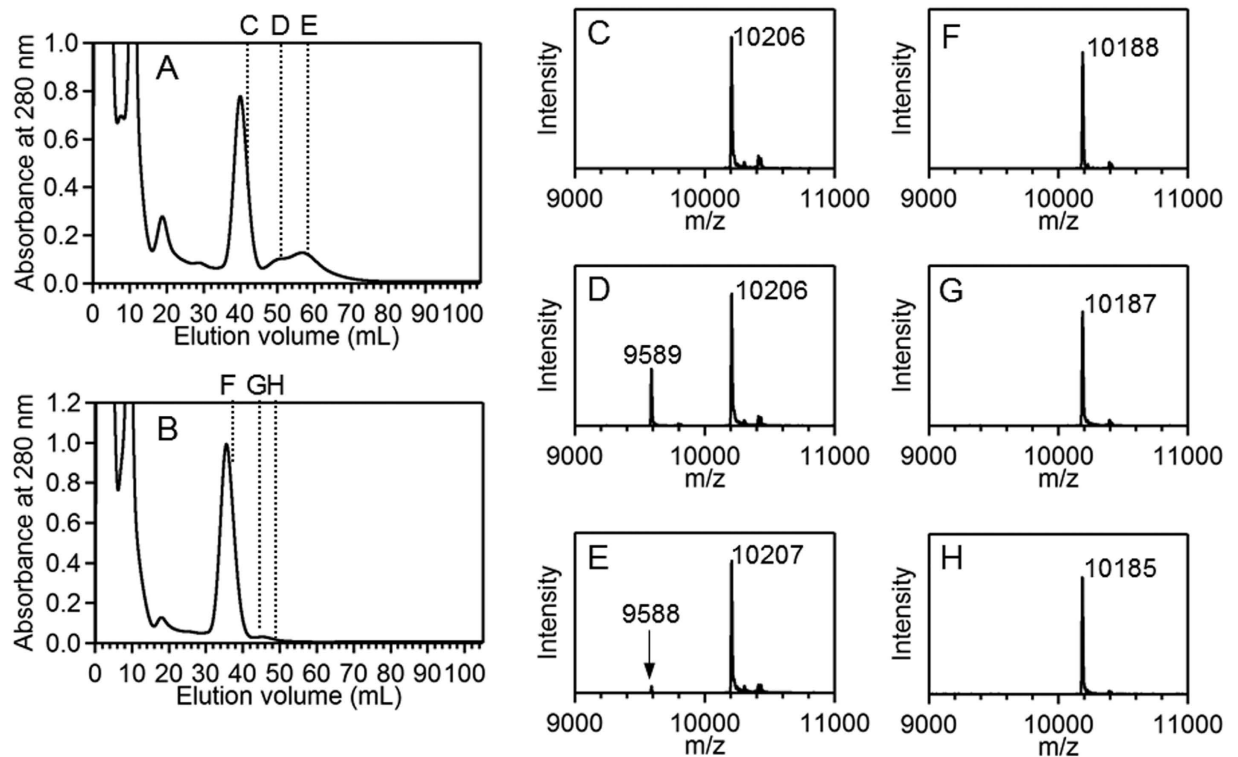 C D E
A
Absorbance at 280 nm
1.0
0.8
0.6
0.4
0.2
0.0
0 10 20 30 40 50 60 70 80 90 100
Elution volume (mL)
F G H
B
Absorbance at 280 nm
1.2
1.0
0.8
0.6
0.4
0.2
0.0
0 10 20 30 40 50 60 70 80 90 100
Elution volume (mL)
C
10206
Intensity
9000 10000 11000
m/z
F
10188
Intensity
9000 10000 11000
m/z
D
9589
10206
Intensity
9000 10000 11000
m/z
G
10187
Intensity
9000 10000 11000
m/z
E
9588
10207
Intensity
9000 10000 11000
m/z
H
10185
Intensity
9000 10000 11000
m/z